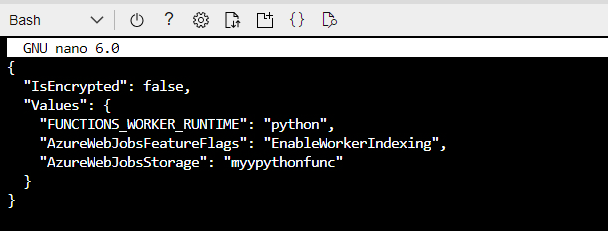 Bash
GNU nano 6.0
{
  "IsEncrypted": false,
  "Values": {
    "FUNCTIONS_WORKER_RUNTIME": "python",
    "AzureWebJobsFeatureFlags": "EnableWorkerIndexing",
    "AzureWebJobsStorage": "myypythonfunc"
  }
}